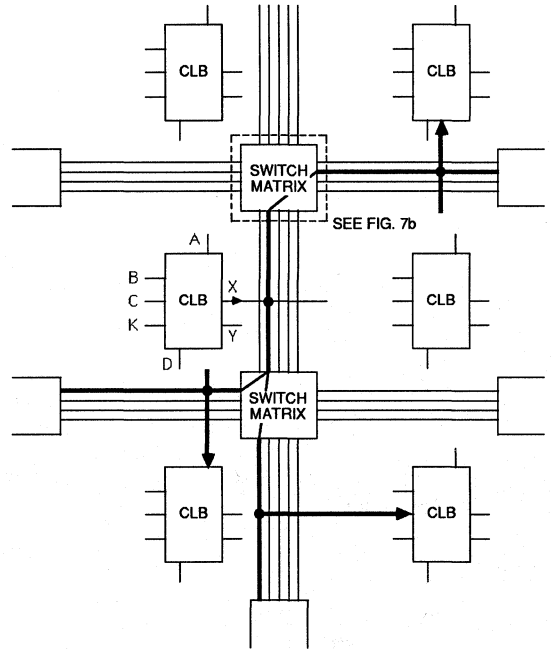 CLB
CLB
SWITCH
MATRIX
SEE FIG. 7b
A
B
C
K
D
CLB
X
Y
CLB
SWITCH
MATRIX
CLB
CLB